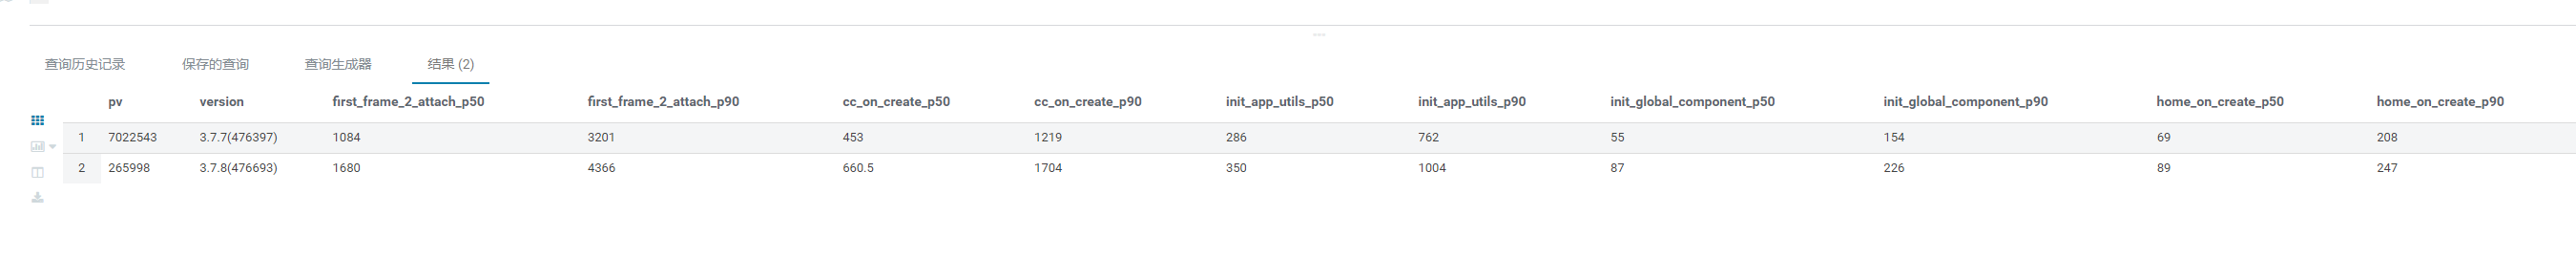 查询历史记录 保存的查询 查询生成器 结果 (2)
pv version first_frame_2_attach_p50 first_frame_2_attach_p90 cc_on_create_p50 cc_on_create_p90 init_app_utils_p50 init_app_utils_p90 init_global_component_p50 init_global_component_p90 home_on_create_p50 home_on_create_p90
1 7022543 3.7.7(476397) 1084 3201 453 1219 286 762 55 154 69 208
2 265998 3.7.8(476693) 1680 4366 660.5 1704 350 1004 87 226 89 247